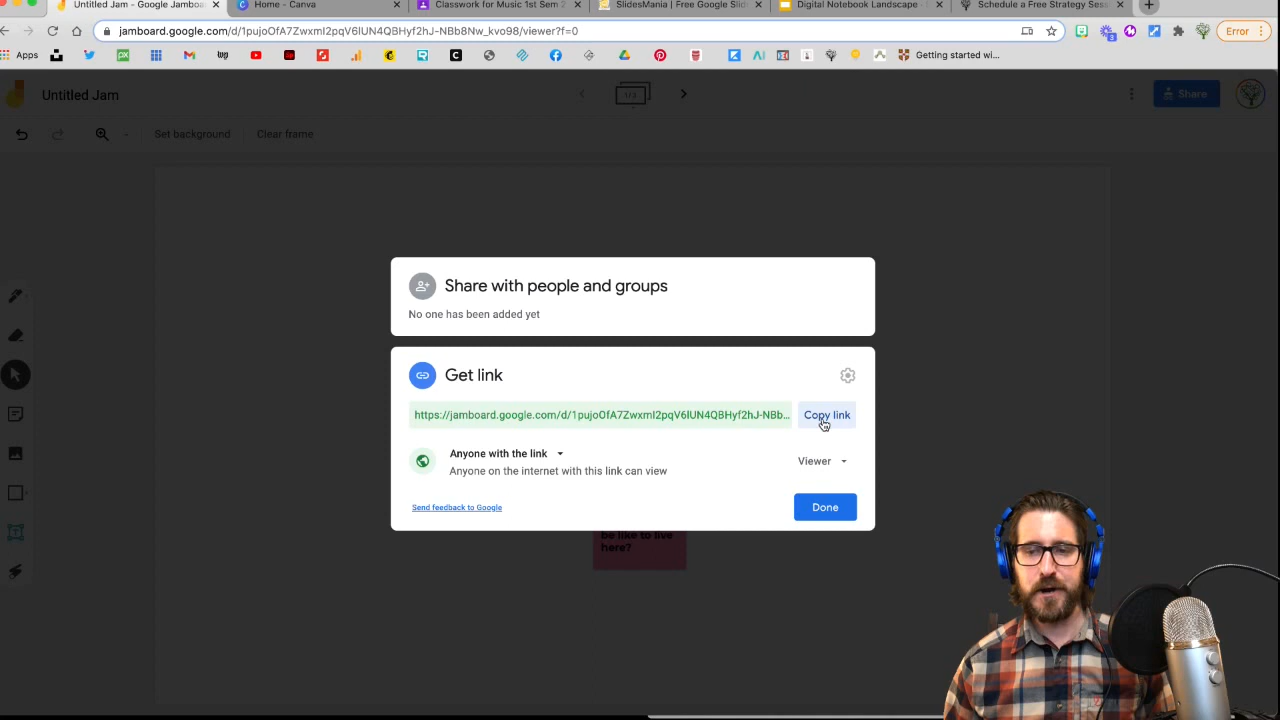 Untitled Jam - Google Jamboa
Home - Canva
Classwork for Music 1st Sem 2
SlidesMania | Free Google Slid
Digital Notebook Landscape -
Schedule a Free Strategy Sess
jamboard.google.com/d/1pujoOfA7ZwxmI2pqV6lUN4QBHyf2hJ-NBb8Nw_kvo98/viewer?f=0
Error
Apps
Getting started wi...
Untitled Jam
1/3
Share
Set background
Clear frame
Share with people and groups
No one has been added yet
Get link
https://jamboard.google.com/d/1pujoOfA7ZwxmI2pqV6lUN4QBHyf2hJ-NBb...
Copy link
Anyone with the link
Anyone on the internet with this link can view
Viewer
Send feedback to Google
Done
be like to live
here?